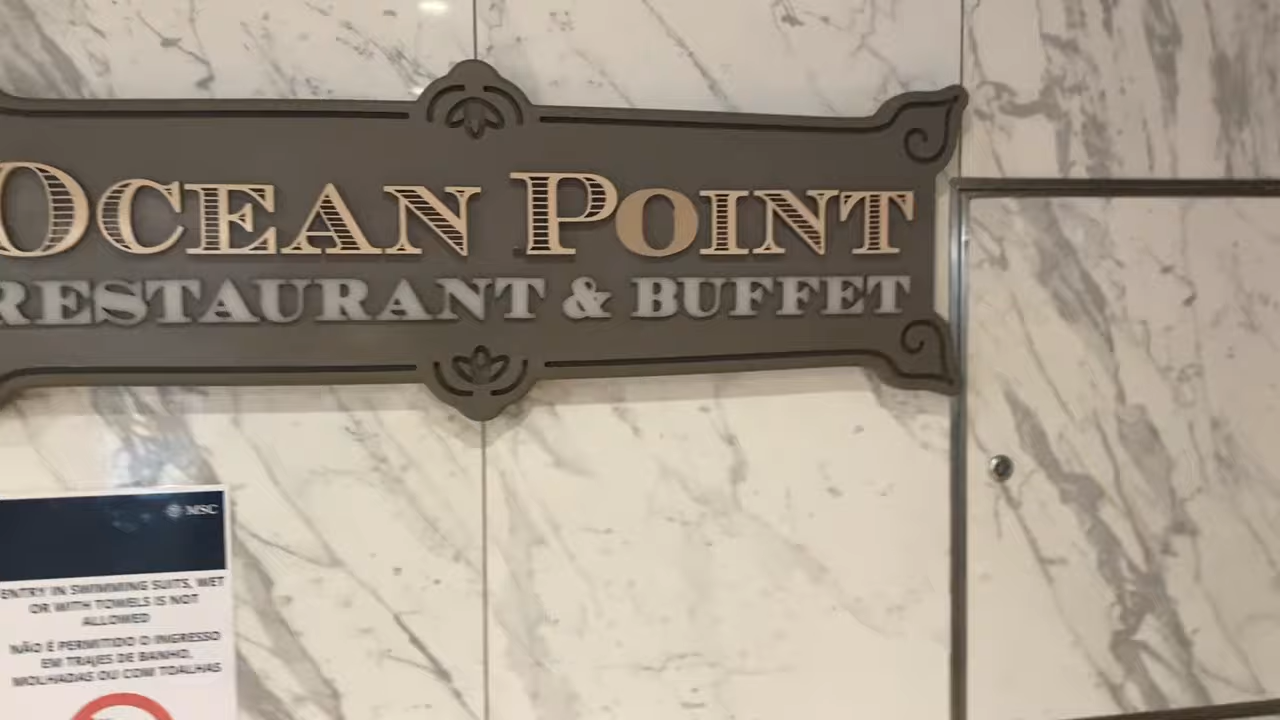 OCEAN POINT
RESTAURANT & BUFFET
MSC
ENTRY IN SWIMMING SUITS, WET
OR WITH TOWELS IS NOT
ALLOWED
NÃO É PERMITIDO O INGRESSO
EM TRAJES DE BANHO,
MOLHADAS OU COM TOALHAS